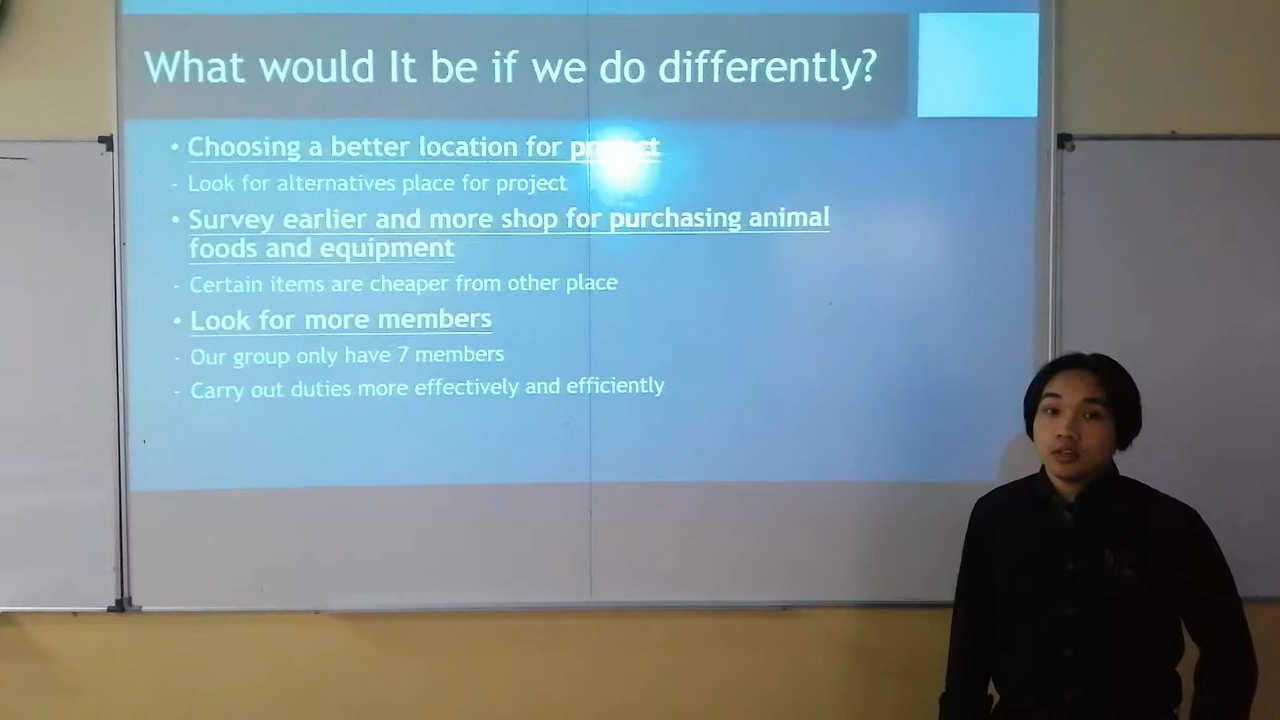 What would It be if we do differently?
• Choosing a better location for project
- Look for alternatives place for project
• Survey earlier and more shop for purchasing animal
foods and equipment
- Certain items are cheaper from other place
• Look for more members
- Our group only have 7 members
- Carry out duties more effectively and efficiently